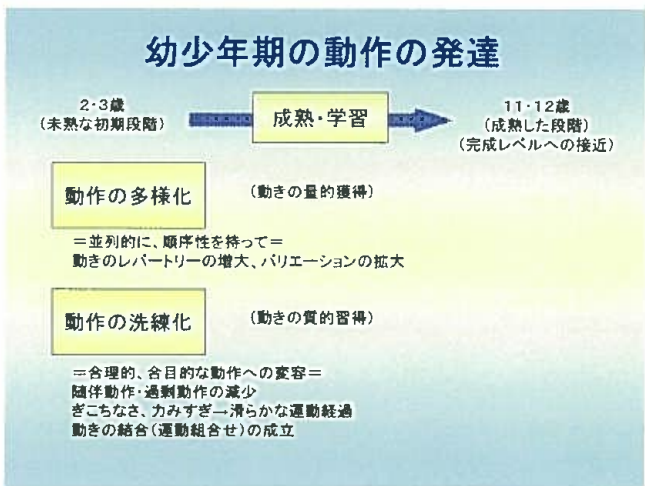 幼少年期の動作の発達
2・3歳
(未熟な初期段階)
成熟・学習
11・12歳
(成熟した段階)
(完成レベルへの接近)
動作の多様化
(動きの量的獲得)
=並列的に、順序性を持って=
動きのレパートリーの増大、バリエーションの拡大
動作の洗練化
(動きの質的習得)
=合理的、合目的な動作への変容=
随伴動作・過剰動作の減少
ぎこちなさ、力みすぎ→滑らかな運動経過
動きの結合(運動組合せ)の成立